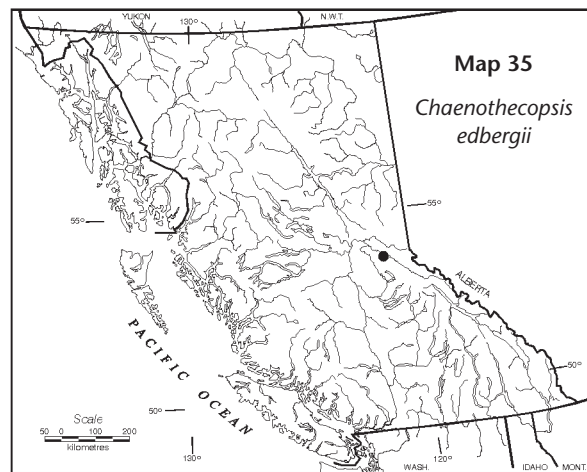 YUKON
130°
N.W.T.
Map 35
Chaenothecopsis
edbergii
55°
55°
ALBERTA
PACIFIC OCEAN
50°
50°
Scale
50 0 100 200
kilometres
130°
120°
WASH.
IDAHO
MONT.